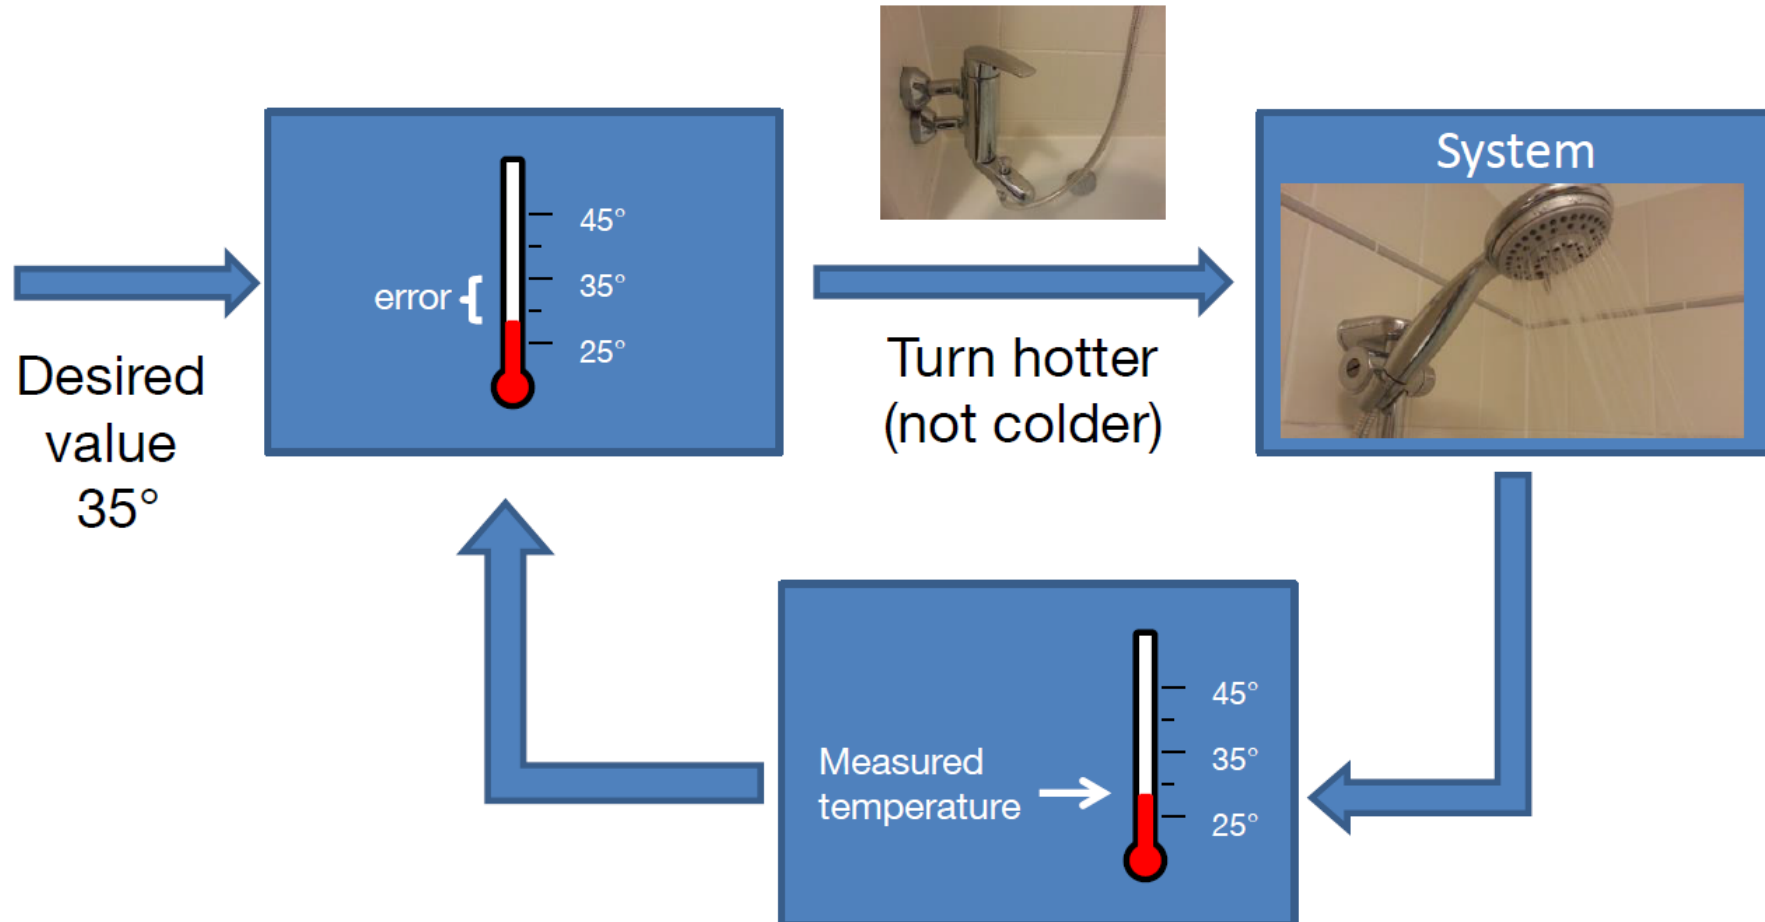 Desired
value
35°
45°
35°
25°
error
Turn hotter
(not colder)
System
Measured
temperature
45°
35°
25°